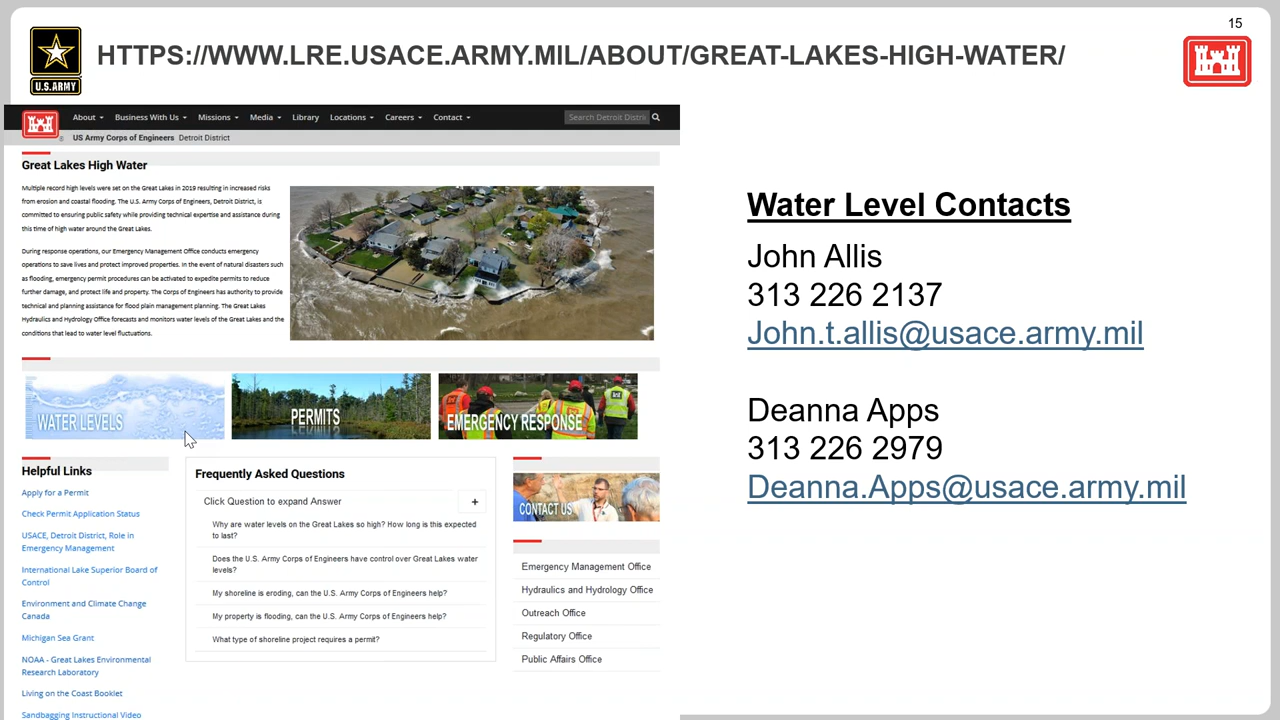 15
HTTPS://WWW.LRE.USACE.ARMY.MIL/ABOUT/GREAT-LAKES-HIGH-WATER/
U.S.ARMY
About Business With Us Missions Media Library Locations Careers Contact Search Detroit Distri
US Army Corps of Engineers Detroit District
Great Lakes High Water
Multiple record high levels were set on the Great Lakes in 2019 resulting in increased risks
from erosion and coastal flooding. The U.S. Army Corps of Engineers, Detroit District, is
committed to ensuring public safety while providing technical expertise and assistance during
this time of high water around the Great Lakes.
During response operations, our Emergency Management Office conducts emergency
operations to save lives and protect improved properties. In the event of natural disasters such
as flooding, emergency permit procedures can be activated to expedite permits to reduce
further damage, and protect life and property. The Corps of Engineers has authority to provide
technical and planning assistance for flood plain management planning. The Great Lakes
Hydraulics and Hydrology Office forecasts and monitors water levels of the Great Lakes and the
conditions that lead to water level fluctuations.
WATER LEVELS
PERMITS
EMERGENCY RESPONSE
Helpful Links
Apply for a Permit
Check Permit Application Status
USACE, Detroit District, Role in
Emergency Management
International Lake Superior Board of
Control
Environment and Climate Change
Canada
Michigan Sea Grant
NOAA - Great Lakes Environmental
Research Laboratory
Living on the Coast Booklet
Sandbagging Instructional Video
Frequently Asked Questions
Click Question to expand Answer +
Why are water levels on the Great Lakes so high? How long is this expected
to last?
Does the U.S. Army Corps of Engineers have control over Great Lakes water
levels?
My shoreline is eroding, can the U.S. Army Corps of Engineers help?
My property is flooding, can the U.S. Army Corps of Engineers help?
What type of shoreline project requires a permit?
CONTACT US
Emergency Management Office
Hydraulics and Hydrology Office
Outreach Office
Regulatory Office
Public Affairs Office
Water Level Contacts
John Allis
313 226 2137
John.t.allis@usace.army.mil
Deanna Apps
313 226 2979
Deanna.Apps@usace.army.mil